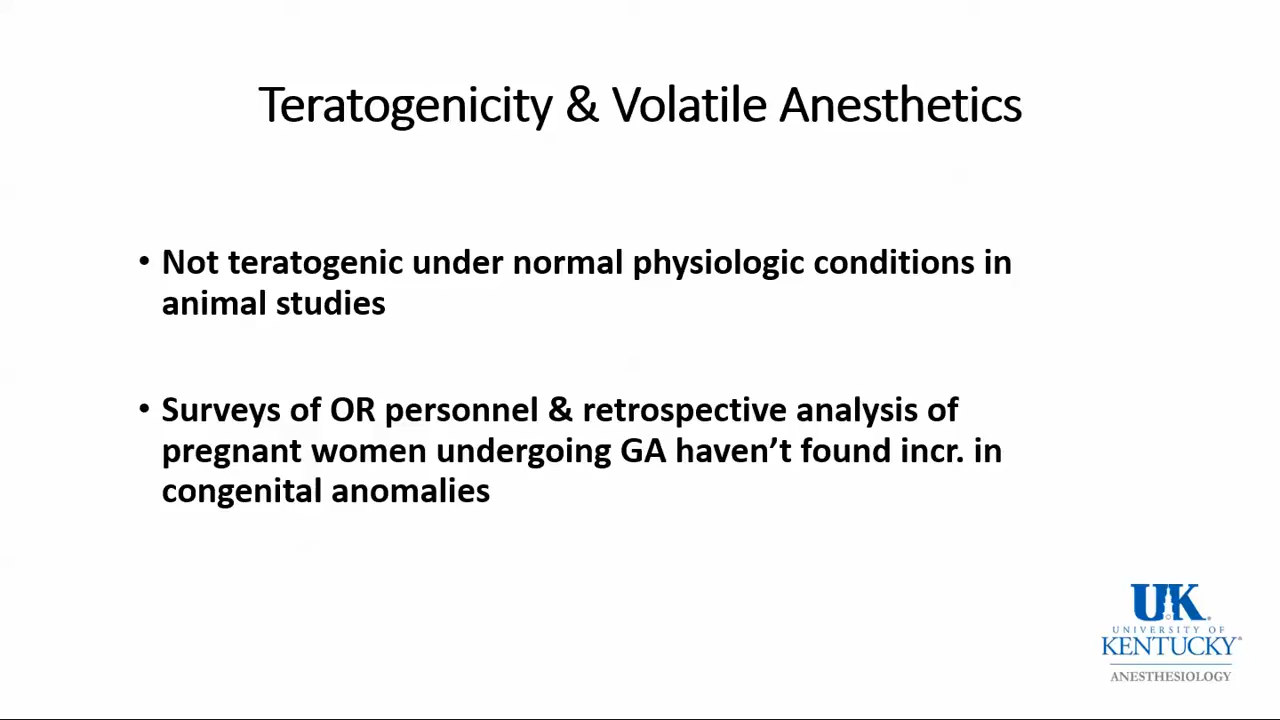 Teratogenicity & Volatile Anesthetics
• Not teratogenic under normal physiologic conditions in
animal studies
• Surveys of OR personnel & retrospective analysis of
pregnant women undergoing GA haven’t found incr. in
congenital anomalies
UK
UNIVERSITY OF
KENTUCKY®
ANESTHESIOLOGY